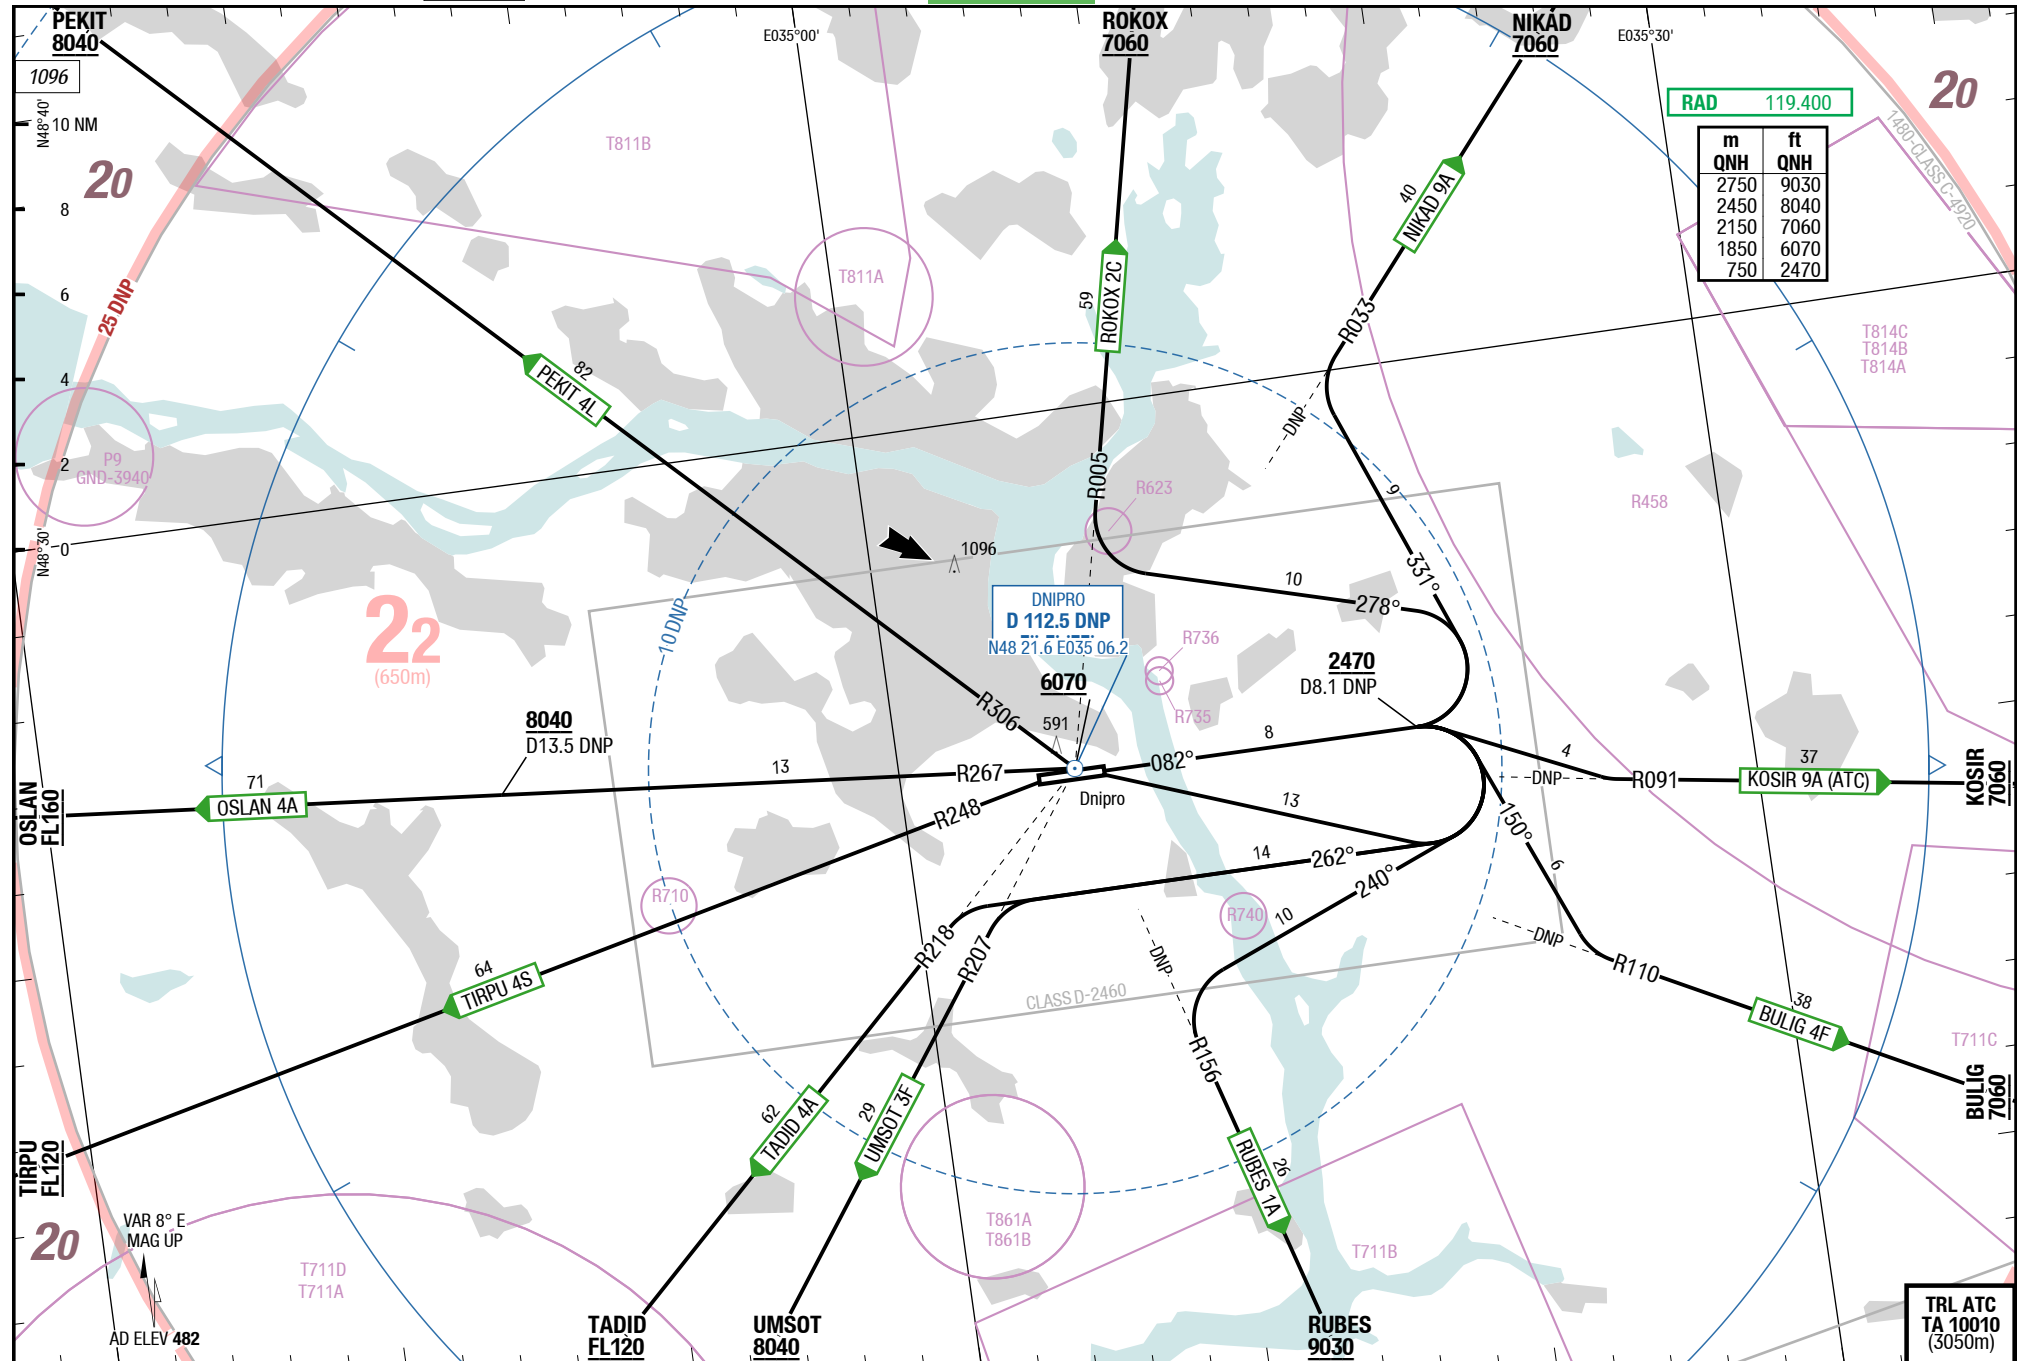 PEKIT
8040
1096
N48°40'
10 NM
8
6
4
2
0
N48°30'
20
25 DNP
P9
GND-3940
T811B
T811A
E035°00'
ROKOX
7060
NIKAD
7060
E035°30'
20
1480-CLASS C-4920
RAD 119.400
m ft
QNH QNH
2750 9030
2450 8040
2150 7060
1850 6070
750 2470
T814C
T814B
T814A
R458
40
NIKAD 9A
R033
DNP
9
331°
59
ROKOX 2C
R005
R623
10
278°
82
PEKIT 4L
R306
1096
22
(650m)
10 DNP
DNIPRO
D 112.5 DNP
N48 21.6 E035 06.2
6070
591
R736
R735
2470
D8.1 DNP
8040
D13.5 DNP
13
R267
71
OSLAN 4A
OSLAN
FL160
082°
8
Dnipro
13
4
DNP
R091
37
KOSIR 9A (ATC)
KOSIR
7060
R248
64
TIRPU 4S
TIRPU
FL120
R710
14
262°
240°
10
R740
150°
6
DNP
R110
38
BULIG 4F
BULIG
7060
T711C
R218
R207
DNP
R156
CLASS D-2460
62
TADID 4A
29
UMSOT 3F
26
RUBES 1A
T861A
T861B
T711B
T711D
T711A
20
VAR 8° E
MAG UP
AD ELEV 482
TADID
FL120
UMSOT
8040
RUBES
9030
TRL ATC
TA 10010
(3050m)